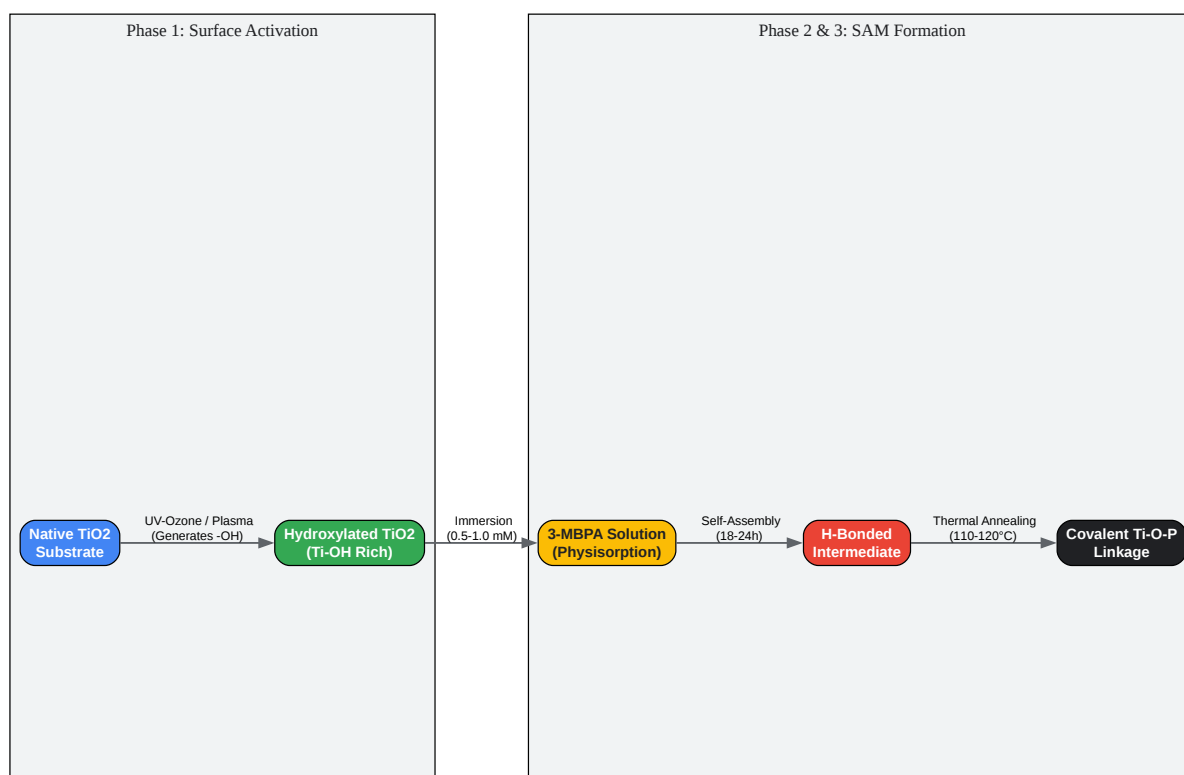 Phase 1: Surface Activation
Phase 2 & 3: SAM Formation
Native TiO2
Substrate
UV-Ozone / Plasma
(Generates -OH)
Hydroxylated TiO2
(Ti-OH Rich)
Immersion
(0.5-1.0 mM)
3-MBPA Solution
(Physisorption)
Self-Assembly
(18-24h)
H-Bonded
Intermediate
Thermal Annealing
(110-120°C)
Covalent Ti-O-P
Linkage